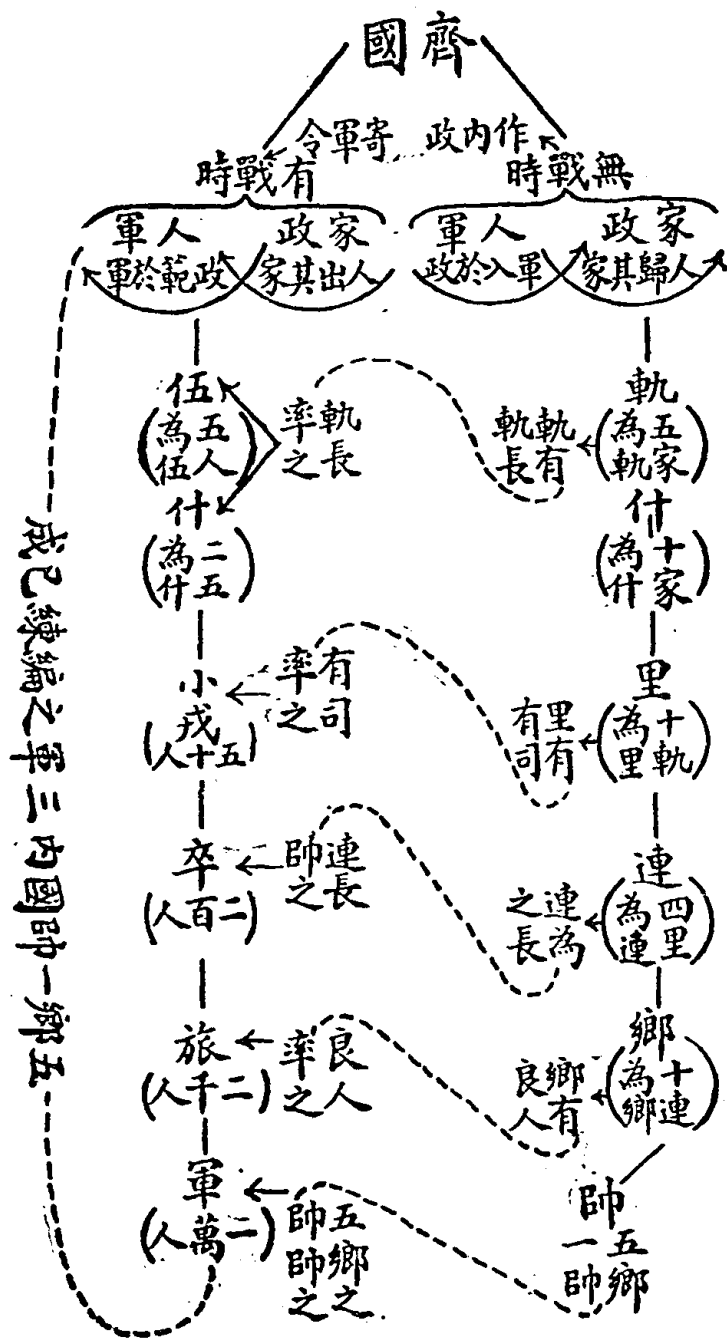 齊國
作內政 寄軍令
無戰時
家政 人軍
人歸其家 軍入於政
有戰時
家政 人軍
人出其家 政範於軍
軌
(五家
為軌)
什
(十家
為什)
里
(十軌
為里)
連
(四里
為連)
鄉
(十連
為鄉)
帥
五鄉
一帥
軌有
軌長
里有
有司
連為
之長
鄉有
良人
軌長
率之
有司
率之
連長
帥之
良人
率之
五鄉之
帥帥之
伍
(五人
為伍)
什
(二五
為什)
小戎
(五十人)
卒
(二百人)
旅
(二千人)
軍
(二萬人)
五鄉一帥國內三軍之編練已成